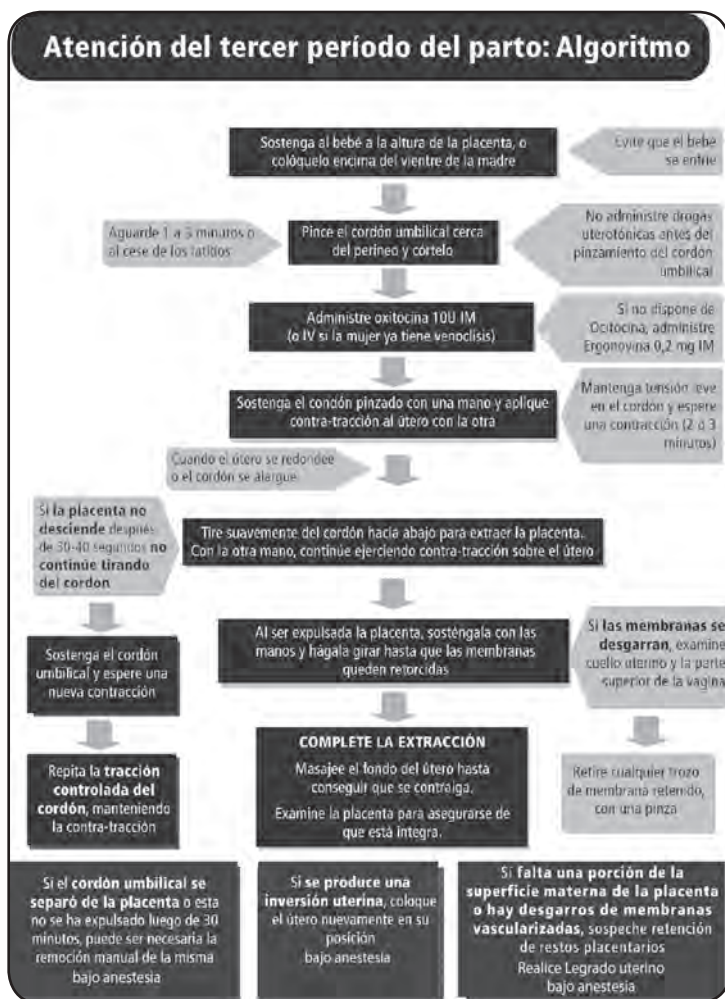 Atención del tercer período del parto: Algoritmo
Sostenga al bebé a la altura de la placenta, o
colóquelo encima del vientre de la madre
Evite que el bebé
se enfríe
Aguarde 1 a 3 minutos o
al cese de los latidos
Pince el cordón umbilical cerca
del perineo y córtelo
No administre drogas
uterotónicas antes del
pinzamiento del cordón
umbilical
Administre oxitocina 10U IM
(o IV si la mujer ya tiene venoclisis)
Si no dispone de
Ocitocina, administre
Ergonovina 0,2 mg IM
Sostenga el condón pinzado con una mano y aplique
contra-tracción al útero con la otra
Mantenga tensión leve
en el cordón y espere
una contracción (2 ó 3
minutos)
Cuando el útero se redondee
o el cordón se alargue
Si la placenta no
desciende después
de 30-40 segundos no
continúe tirando
del cordón
Tire suavemente del cordón hacia abajo para extraer la placenta.
Con la otra mano, continúe ejerciendo contra-tracción sobre el útero
Sostenga el cordón
umbilical y espere una
nueva contracción
Al ser expulsada la placenta, sosténgala con las
manos y hágala girar hasta que las membranas
queden retorcidas
Si las membranas se
desgarran, examine
cuello uterino y la parte
superior de la vagina
Repita la tracción
controlada del
cordón, manteniendo
la contra-tracción
COMPLETE LA EXTRACCIÓN
Masajee el fondo del útero hasta
conseguir que se contraiga.
Examine la placenta para asegurarse de
que está íntegra.
Retire cualquier trozo
de membrana retenido,
con una pinza
Si el cordón umbilical se
separó de la placenta o esta
no se ha expulsado luego de 30
minutos, puede ser necesaria la
remoción manual de la misma
bajo anestesia
Si se produce una
inversión uterina, coloque
el útero nuevamente en su
posición
bajo anestesia
Si falta una porción de la
superficie materna de la placenta
o hay desgarros de membranas
vascularizadas, sospeche retención
de restos placentarios
Realice Legrado uterino
bajo anestesia